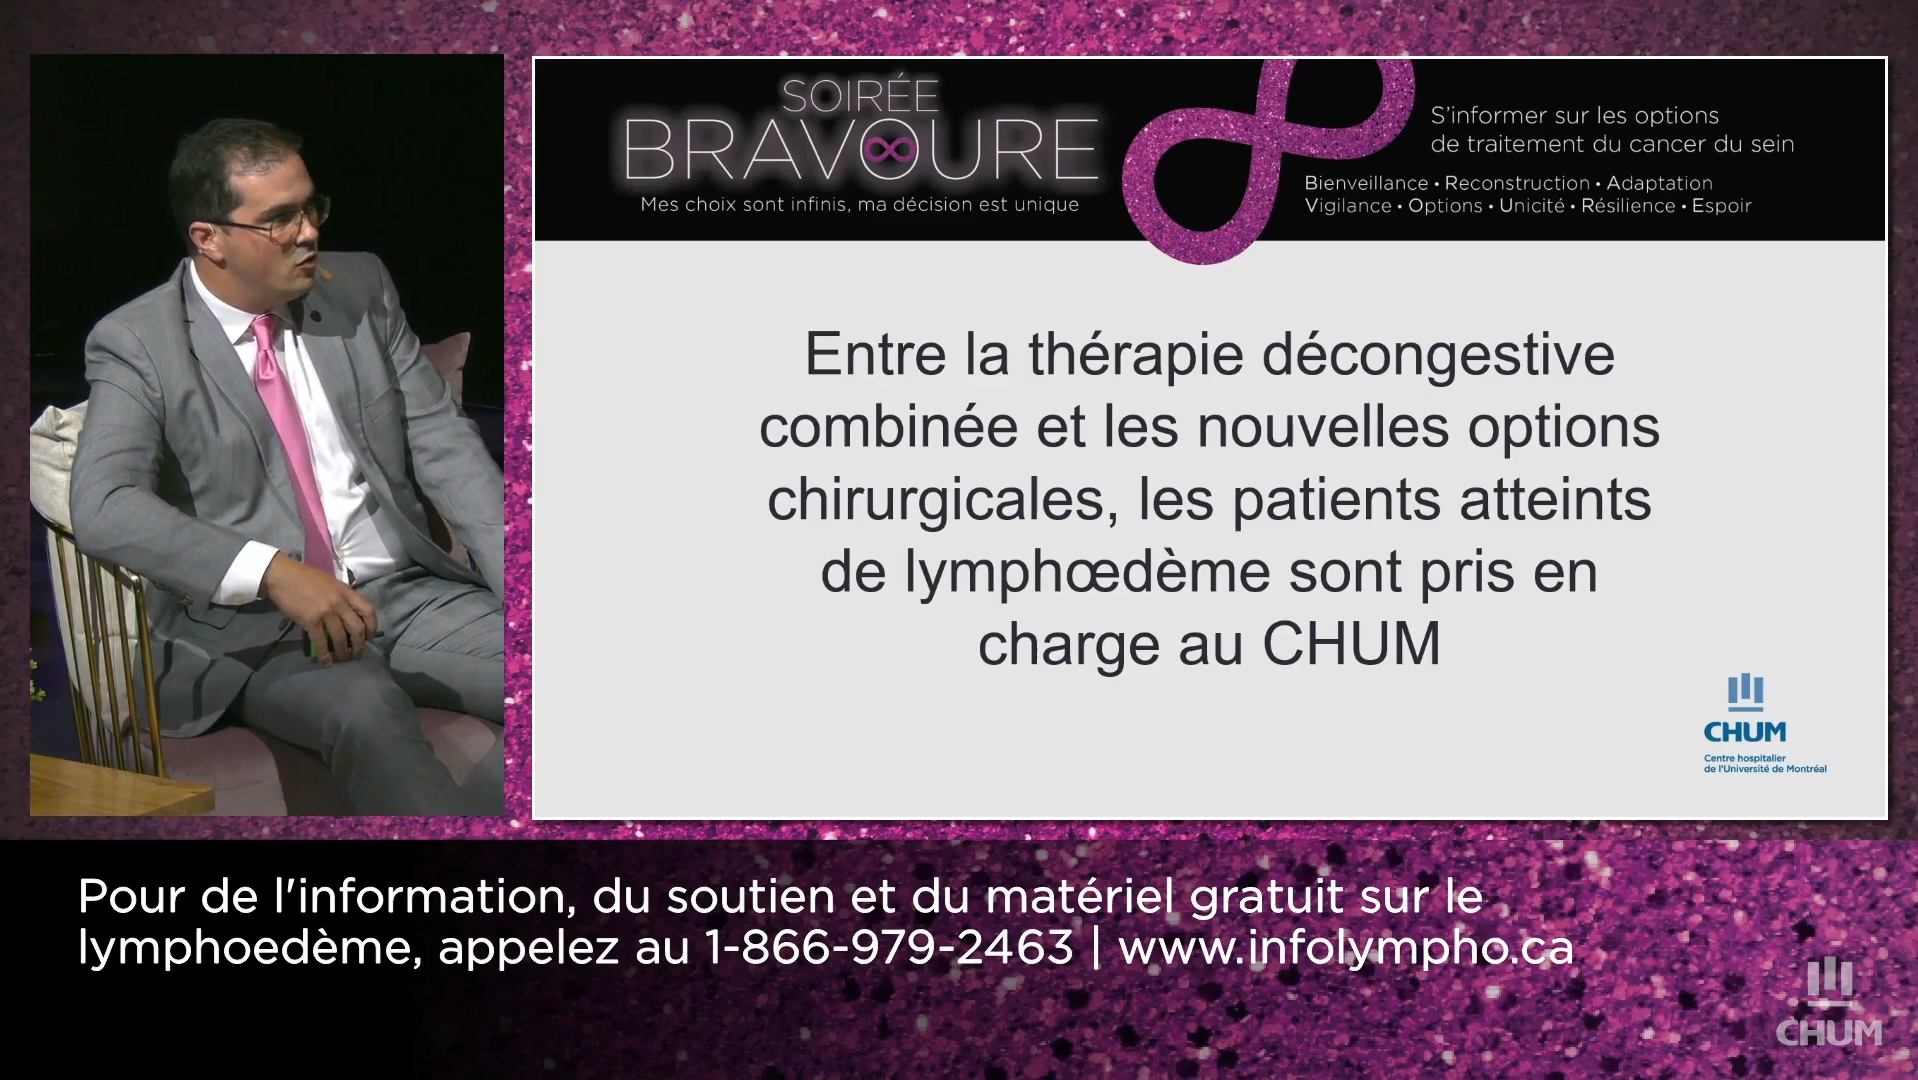 SOIRÉE
BRAVOURE
Mes choix sont infinis, ma décision est unique
S'informer sur les options
de traitement du cancer du sein
Bienveillance • Reconstruction • Adaptation
Vigilance • Options • Unicité • Résilience • Espoir
Entre la thérapie décongestive
combinée et les nouvelles options
chirurgicales, les patients atteints
de lymphœdème sont pris en
charge au CHUM
CHUM
Centre hospitalier
de l'Université de Montréal
Pour de l'information, du soutien et du matériel gratuit sur le
lymphoedème, appelez au 1-866-979-2463 | www.infolympho.ca
CHUM